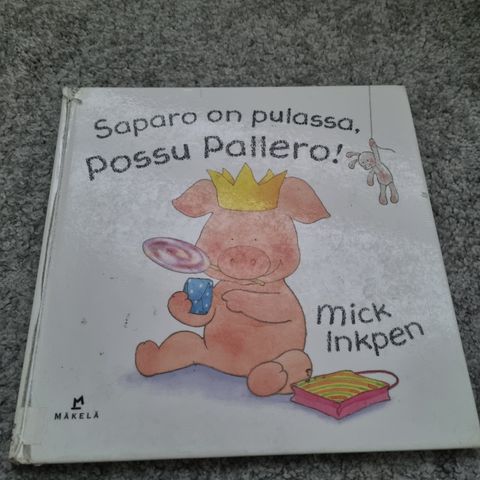 Saparo on pulassa,
Possu Pallero!
Mick
Inkpen
M
MÄKELÄ